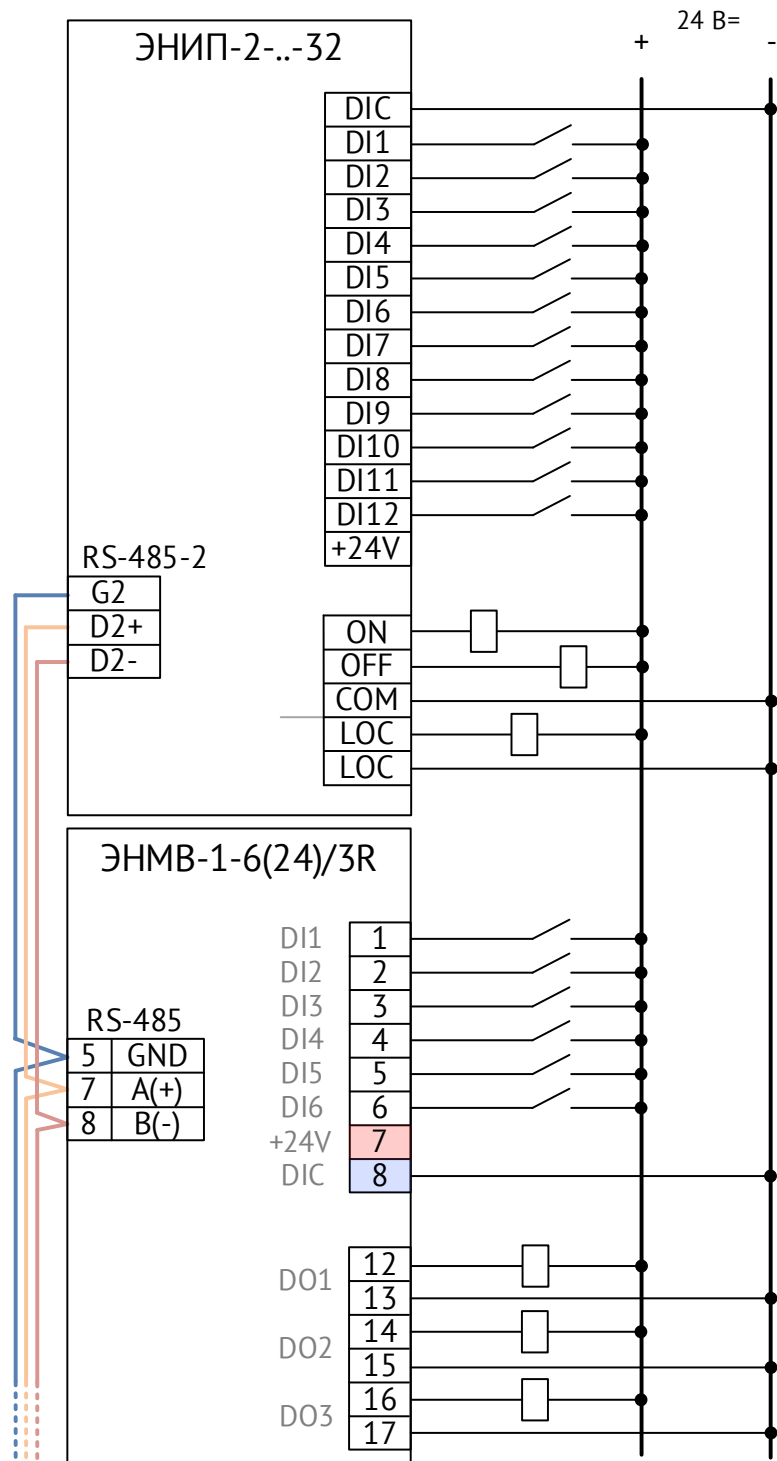 24 В=
+ -
ЭНИП-2-..-32
DIC
DI1
DI2
DI3
DI4
DI5
DI6
DI7
DI8
DI9
DI10
DI11
DI12
+24V
RS-485-2
G2
D2+
D2-
ON
OFF
COM
LOC
LOC
ЭНМВ-1-6(24)/3R
DI1 1
DI2 2
DI3 3
DI4 4
DI5 5
DI6 6
+24V 7
DIC 8
RS-485
5 GND
7 A(+)
8 B(-)
DO1 12
13
DO2 14
15
DO3 16
17